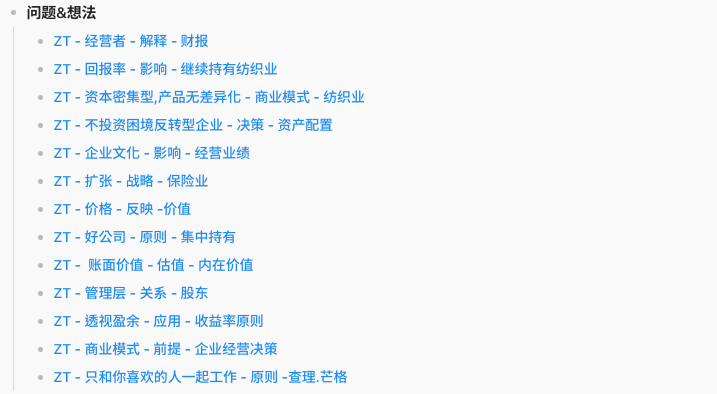 问题&想法
ZT - 经营者 - 解释 - 财报
ZT - 回报率 - 影响 - 继续持有纺织业
ZT - 资本密集型,产品无差异化 - 商业模式 - 纺织业
ZT - 不投资困境反转型企业 - 决策 - 资产配置
ZT - 企业文化 - 影响 - 经营业绩
ZT - 扩张 - 战略 - 保险业
ZT - 价格 - 反映 -价值
ZT - 好公司 - 原则 - 集中持有
ZT -  账面价值 - 估值 - 内在价值
ZT - 管理层 - 关系 - 股东
ZT - 透视盈余 - 应用 - 收益率原则
ZT - 商业模式 - 前提 - 企业经营决策
ZT - 只和你喜欢的人一起工作 - 原则 -查理.芒格